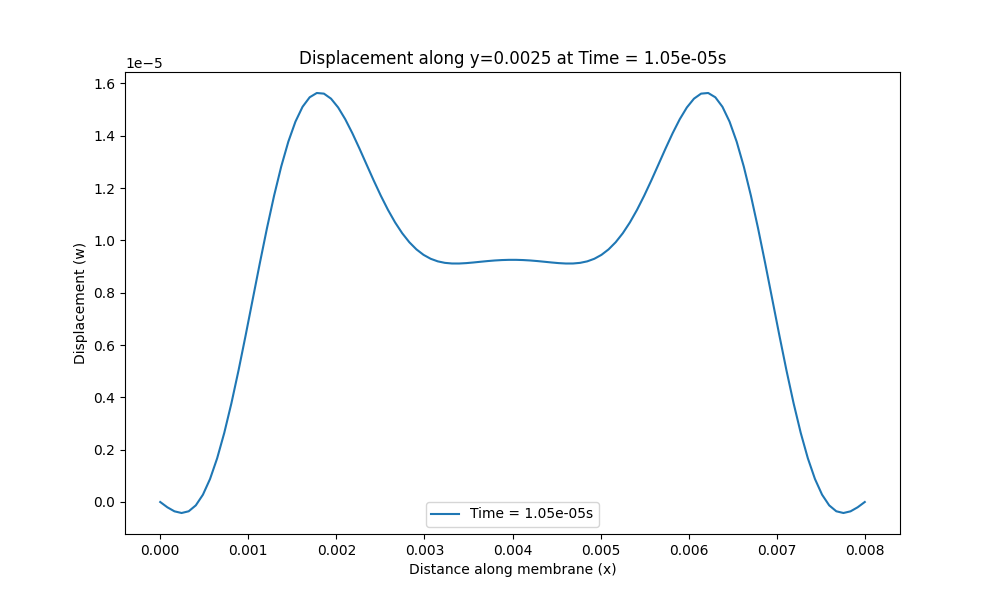 Displacement along y=0.0025 at Time = 1.05e-05s
1e−5
1.6
1.4
1.2
1.0
0.8
0.6
0.4
0.2
0.0
Displacement (w)
Time = 1.05e-05s
0.000 0.001 0.002 0.003 0.004 0.005 0.006 0.007 0.008
Distance along membrane (x)